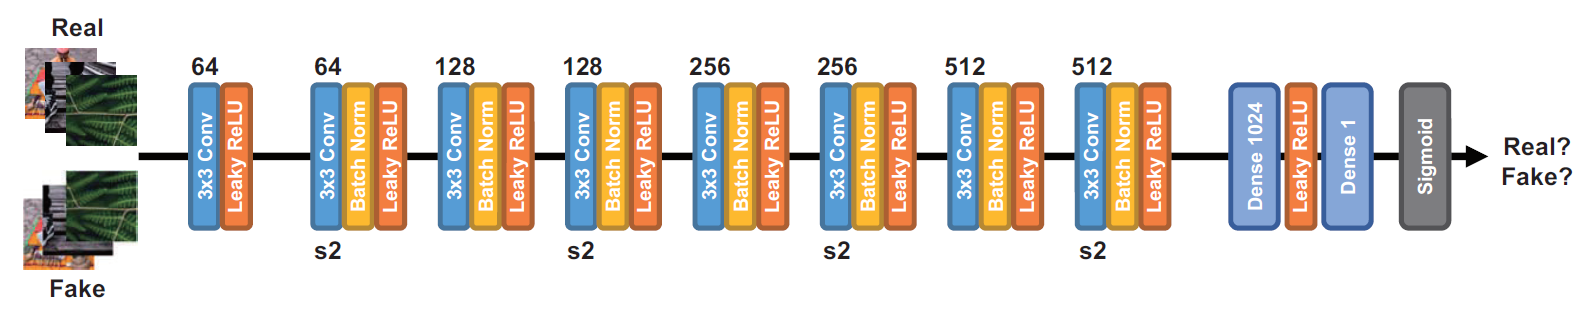 Real
Fake
64
3x3 Conv
Leaky ReLU
64
3x3 Conv
Batch Norm
Leaky ReLU
s2
128
3x3 Conv
Batch Norm
Leaky ReLU
128
3x3 Conv
Batch Norm
Leaky ReLU
s2
256
3x3 Conv
Batch Norm
Leaky ReLU
256
3x3 Conv
Batch Norm
Leaky ReLU
s2
512
3x3 Conv
Batch Norm
Leaky ReLU
512
3x3 Conv
Batch Norm
Leaky ReLU
s2
Dense 1024
Leaky ReLU
Dense 1
Sigmoid
Real?
Fake?